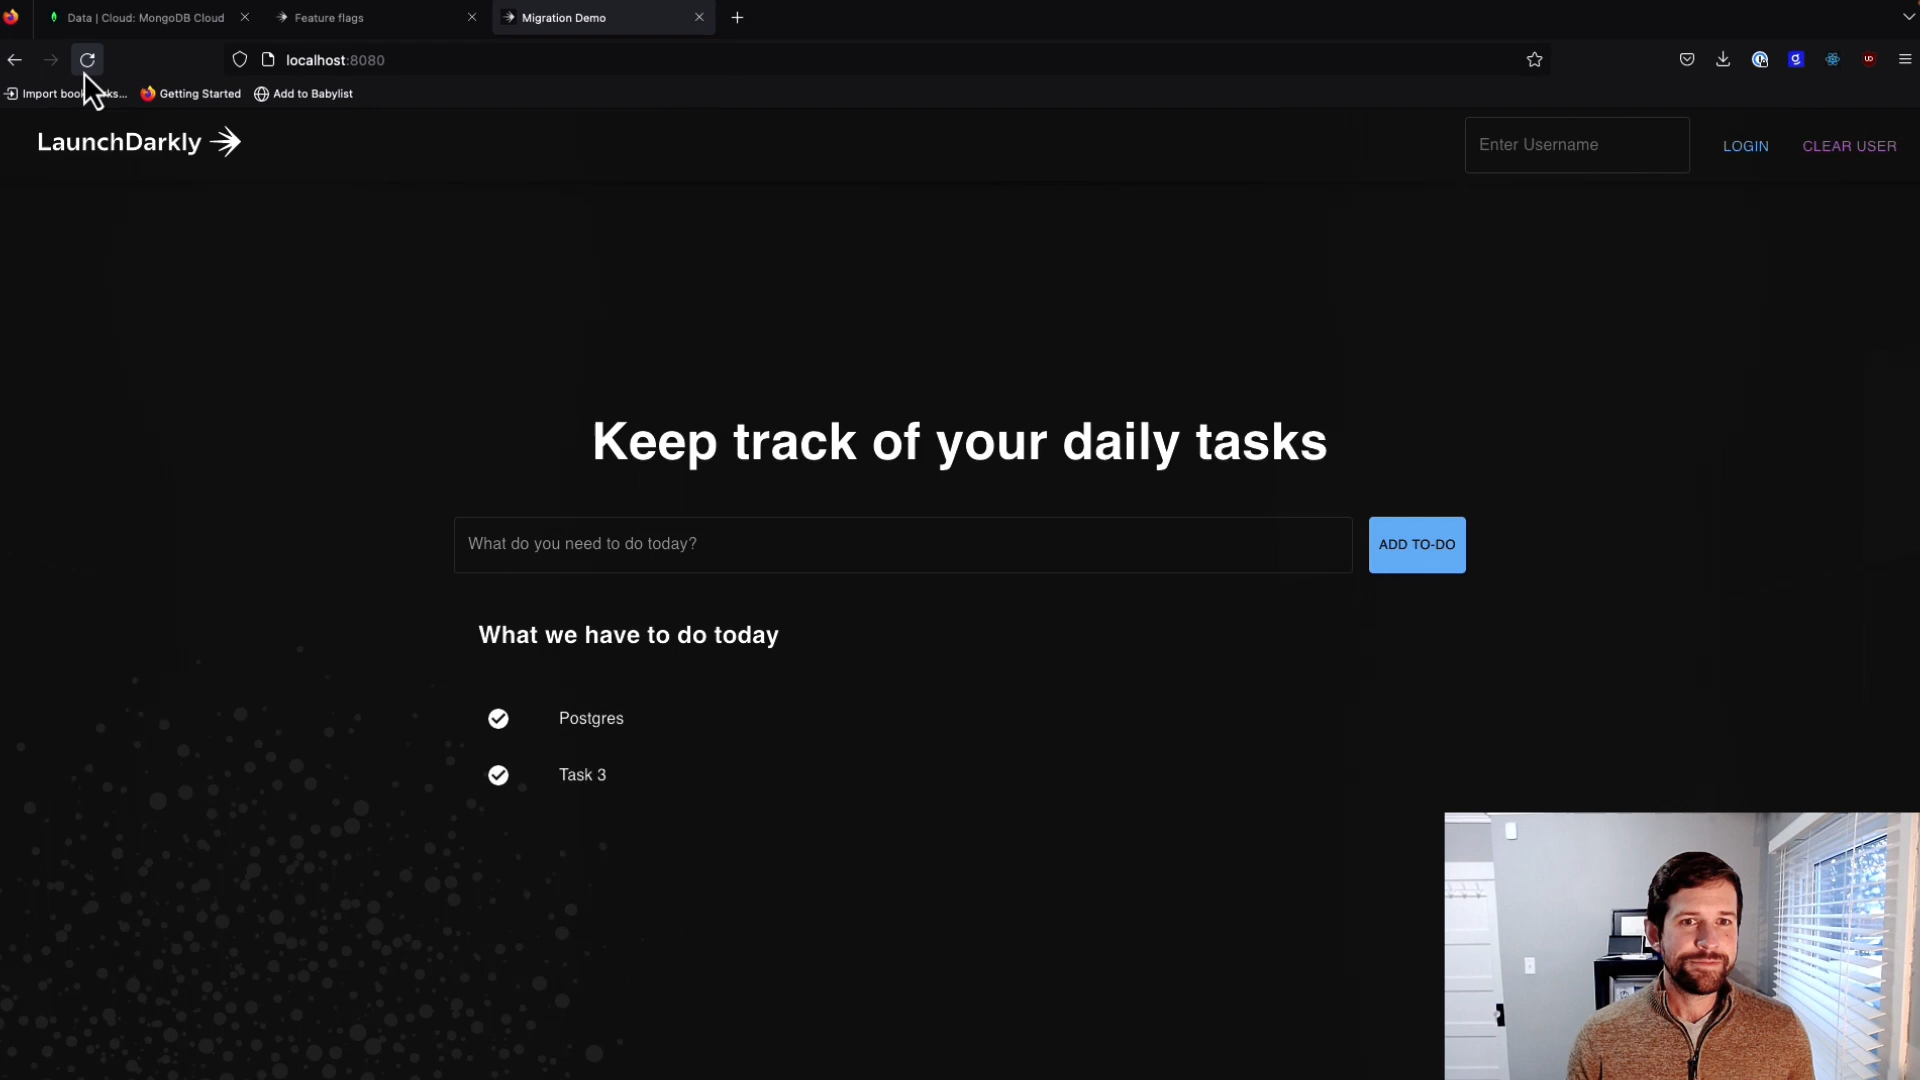 Data | Cloud: MongoDB Cloud
Feature flags
Migration Demo
localhost:8080
Import book ks...
Getting Started
Add to Babylist
LaunchDarkly
Enter Username
LOGIN
CLEAR USER
Keep track of your daily tasks
What do you need to do today?
ADD TO-DO
What we have to do today
Postgres
Task 3